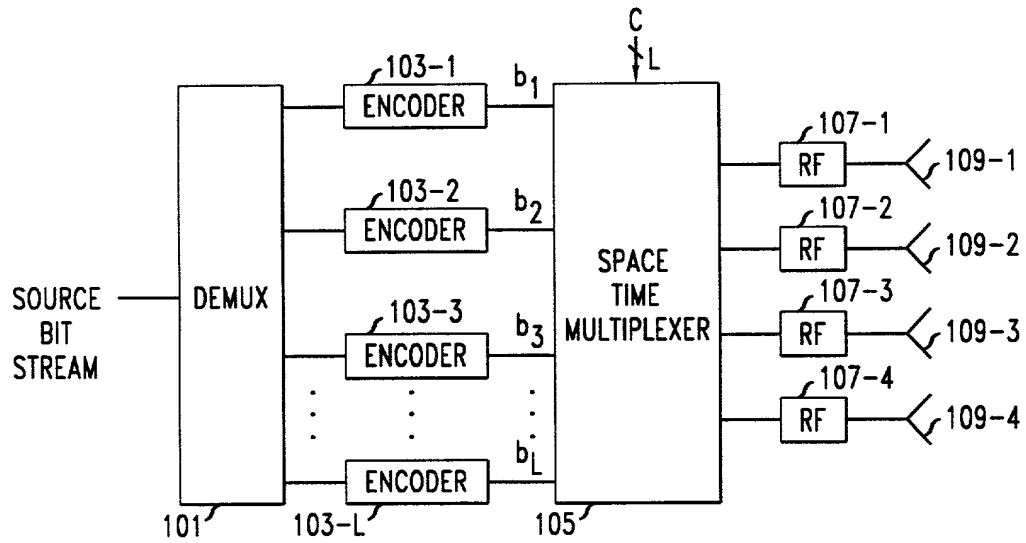 C
L
103-1
ENCODER
b1
107-1
RF
109-1
103-2
ENCODER
b2
107-2
RF
109-2
SOURCE
BIT
STREAM
DEMUX
SPACE
TIME
MULTIPLEXER
103-3
ENCODER
b3
107-3
RF
109-3
107-4
RF
109-4
ENCODER
bL
101
103-L
105